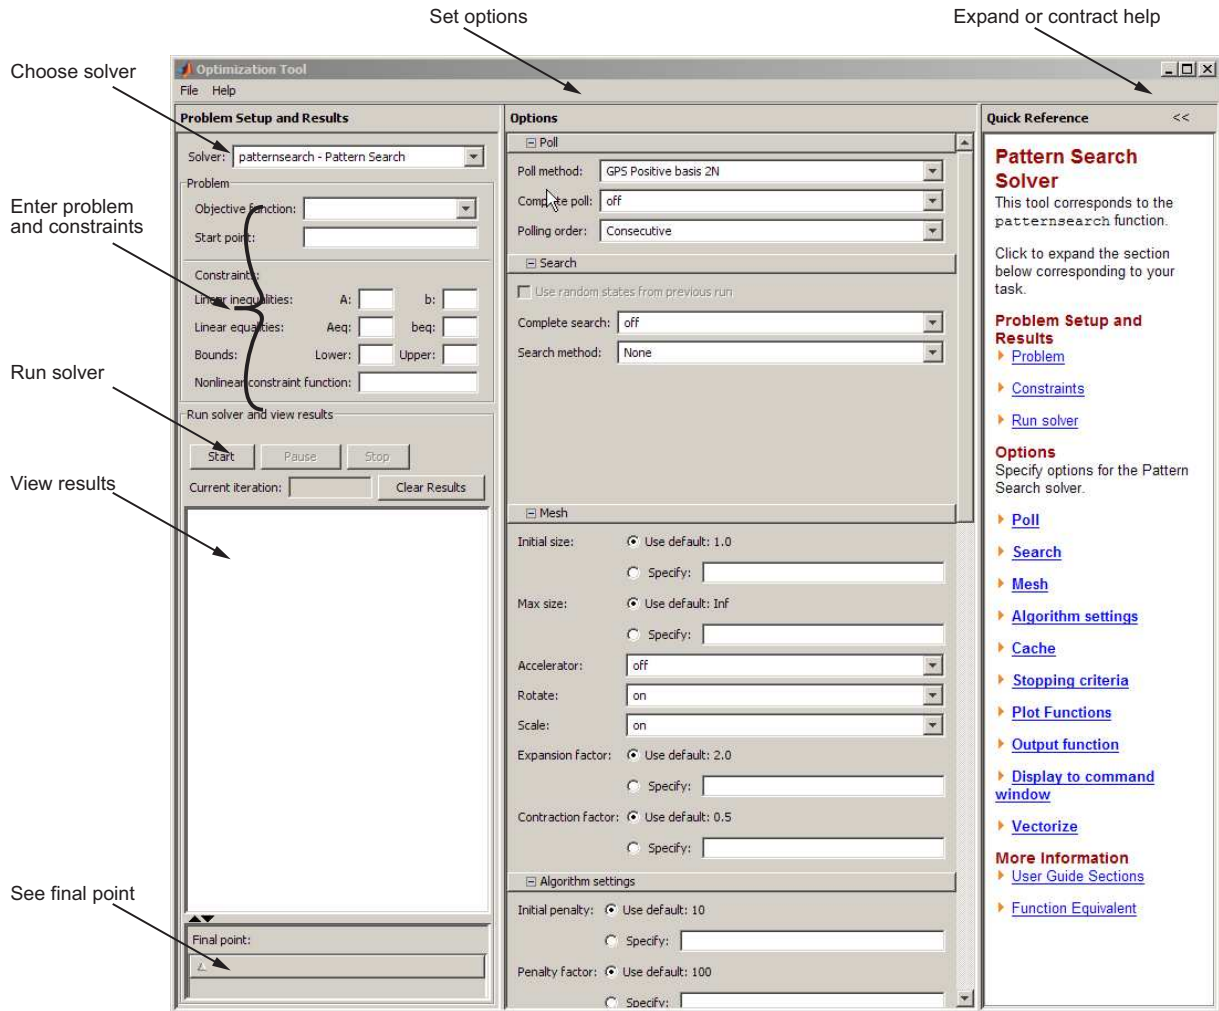 Set options
Expand or contract help
Choose solver
Enter problem
and constraints
Run solver
View results
See final point
Optimization Tool
File Help
Problem Setup and Results
Solver: patternsearch - Pattern Search
Problem
Objective function:
Start point:
Constraints:
Linear inequalities: A: b:
Linear equalities: Aeq: beq:
Bounds: Lower: Upper:
Nonlinear constraint function:
Run solver and view results
Start Pause Stop
Current iteration: Clear Results
Final point:
Options
Poll
Poll method: GPS Positive basis 2N
Complete poll: off
Polling order: Consecutive
Search
Use random states from previous run
Complete search: off
Search method: None
Mesh
Initial size: Use default: 1.0
Specify:
Max size: Use default: Inf
Specify:
Accelerator: off
Rotate: on
Scale: on
Expansion factor: Use default: 2.0
Specify:
Contraction factor: Use default: 0.5
Specify:
Algorithm settings
Initial penalty: Use default: 10
Specify:
Penalty factor: Use default: 100
Specify:
Quick Reference <<
Pattern Search
Solver
This tool corresponds to the
patternsearch function.
Click to expand the section
below corresponding to your
task.
Problem Setup and
Results
Problem
Constraints
Run solver
Options
Specify options for the Pattern
Search solver.
Poll
Search
Mesh
Algorithm settings
Cache
Stopping criteria
Plot Functions
Output function
Display to command
window
Vectorize
More Information
User Guide Sections
Function Equivalent